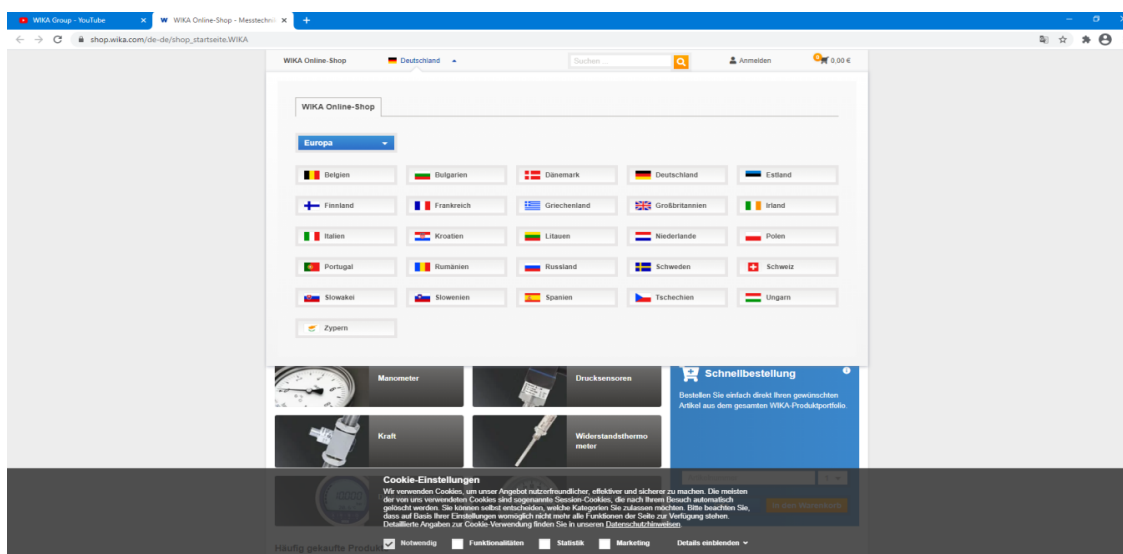 WIKA Group - YouTube
WIKA Online-Shop - Messtechnik
shop.wika.com/de-de/shop_startseite.WIKA
WIKA Online-Shop Deutschland Suchen ... Anmelden 0 0,00 €
WIKA Online-Shop
Europa
Belgien Bulgarien Dänemark Deutschland Estland
Finnland Frankreich Griechenland Großbritannien Irland
Italien Kroatien Litauen Niederlande Polen
Portugal Rumänien Russland Schweden Schweiz
Slowakei Slowenien Spanien Tschechien Ungarn
Zypern
Manometer Drucksensoren
Kraft Widerstandsthermo
meter
Schnellbestellung
Bestellen Sie einfach direkt Ihren gewünschten
Artikel aus dem gesamten WIKA-Produktportfolio.
In den Warenkorb
Cookie-Einstellungen
Wir verwenden Cookies, um unser Angebot nutzerfreundlicher, effektiver und sicherer zu machen. Die meisten
der von uns verwendeten Cookies sind sogenannte Session-Cookies, die nach Ihrem Besuch automatisch
gelöscht werden. Sie können selbst entscheiden, welche Kategorien Sie zulassen möchten. Bitte beachten Sie,
dass auf Basis Ihrer Einstellungen womöglich nicht mehr alle Funktionen der Seite zur Verfügung stehen.
Detaillierte Angaben zur Cookie-Verwendung finden Sie in unseren Datenschutzhinweisen.
Notwendig Funktionalitäten Statistik Marketing Details einblenden
Häufig gekaufte